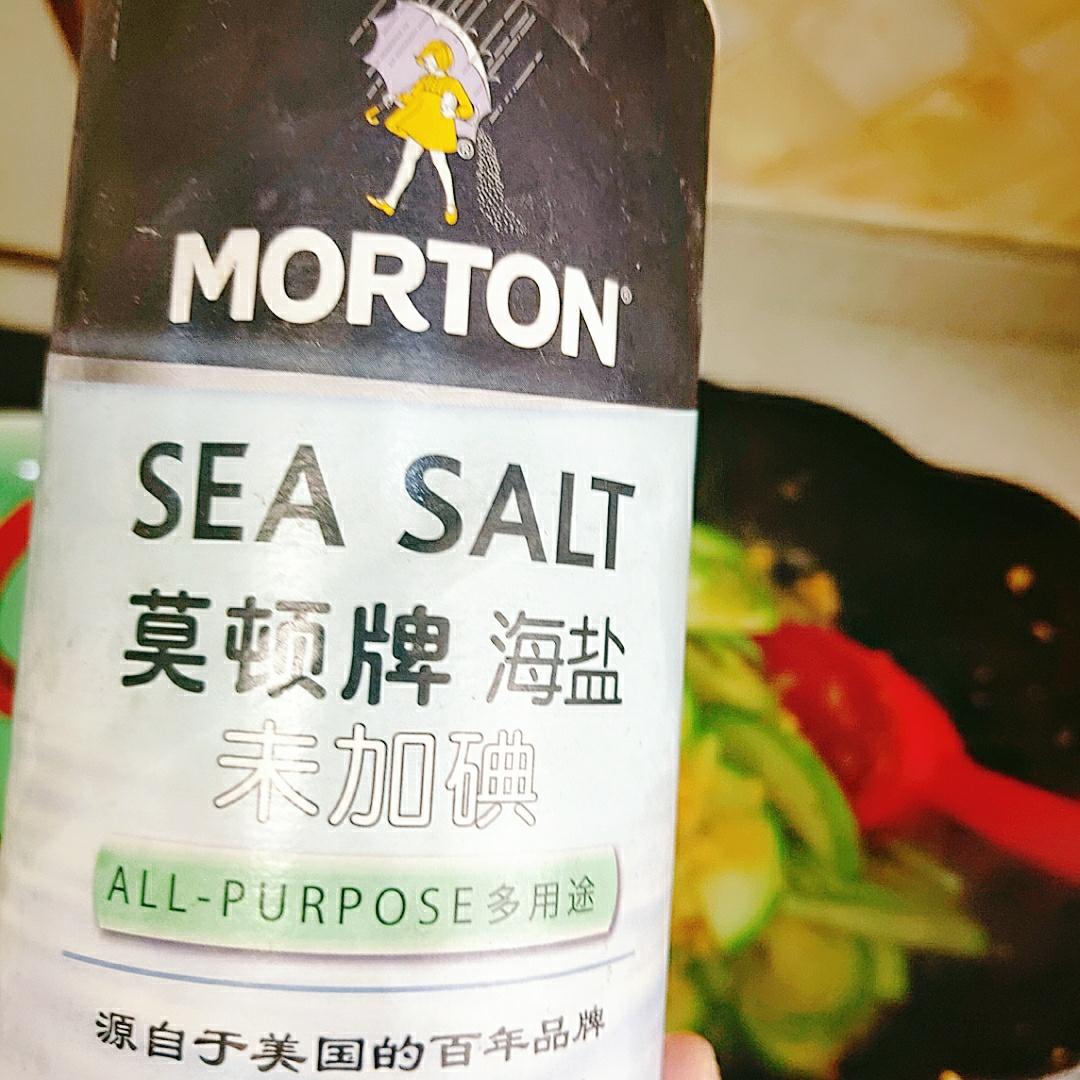 MORTON®
SEA SALT
莫顿牌 海盐
未加碘
ALL-PURPOSE 多用途
源自于美国的百年品牌